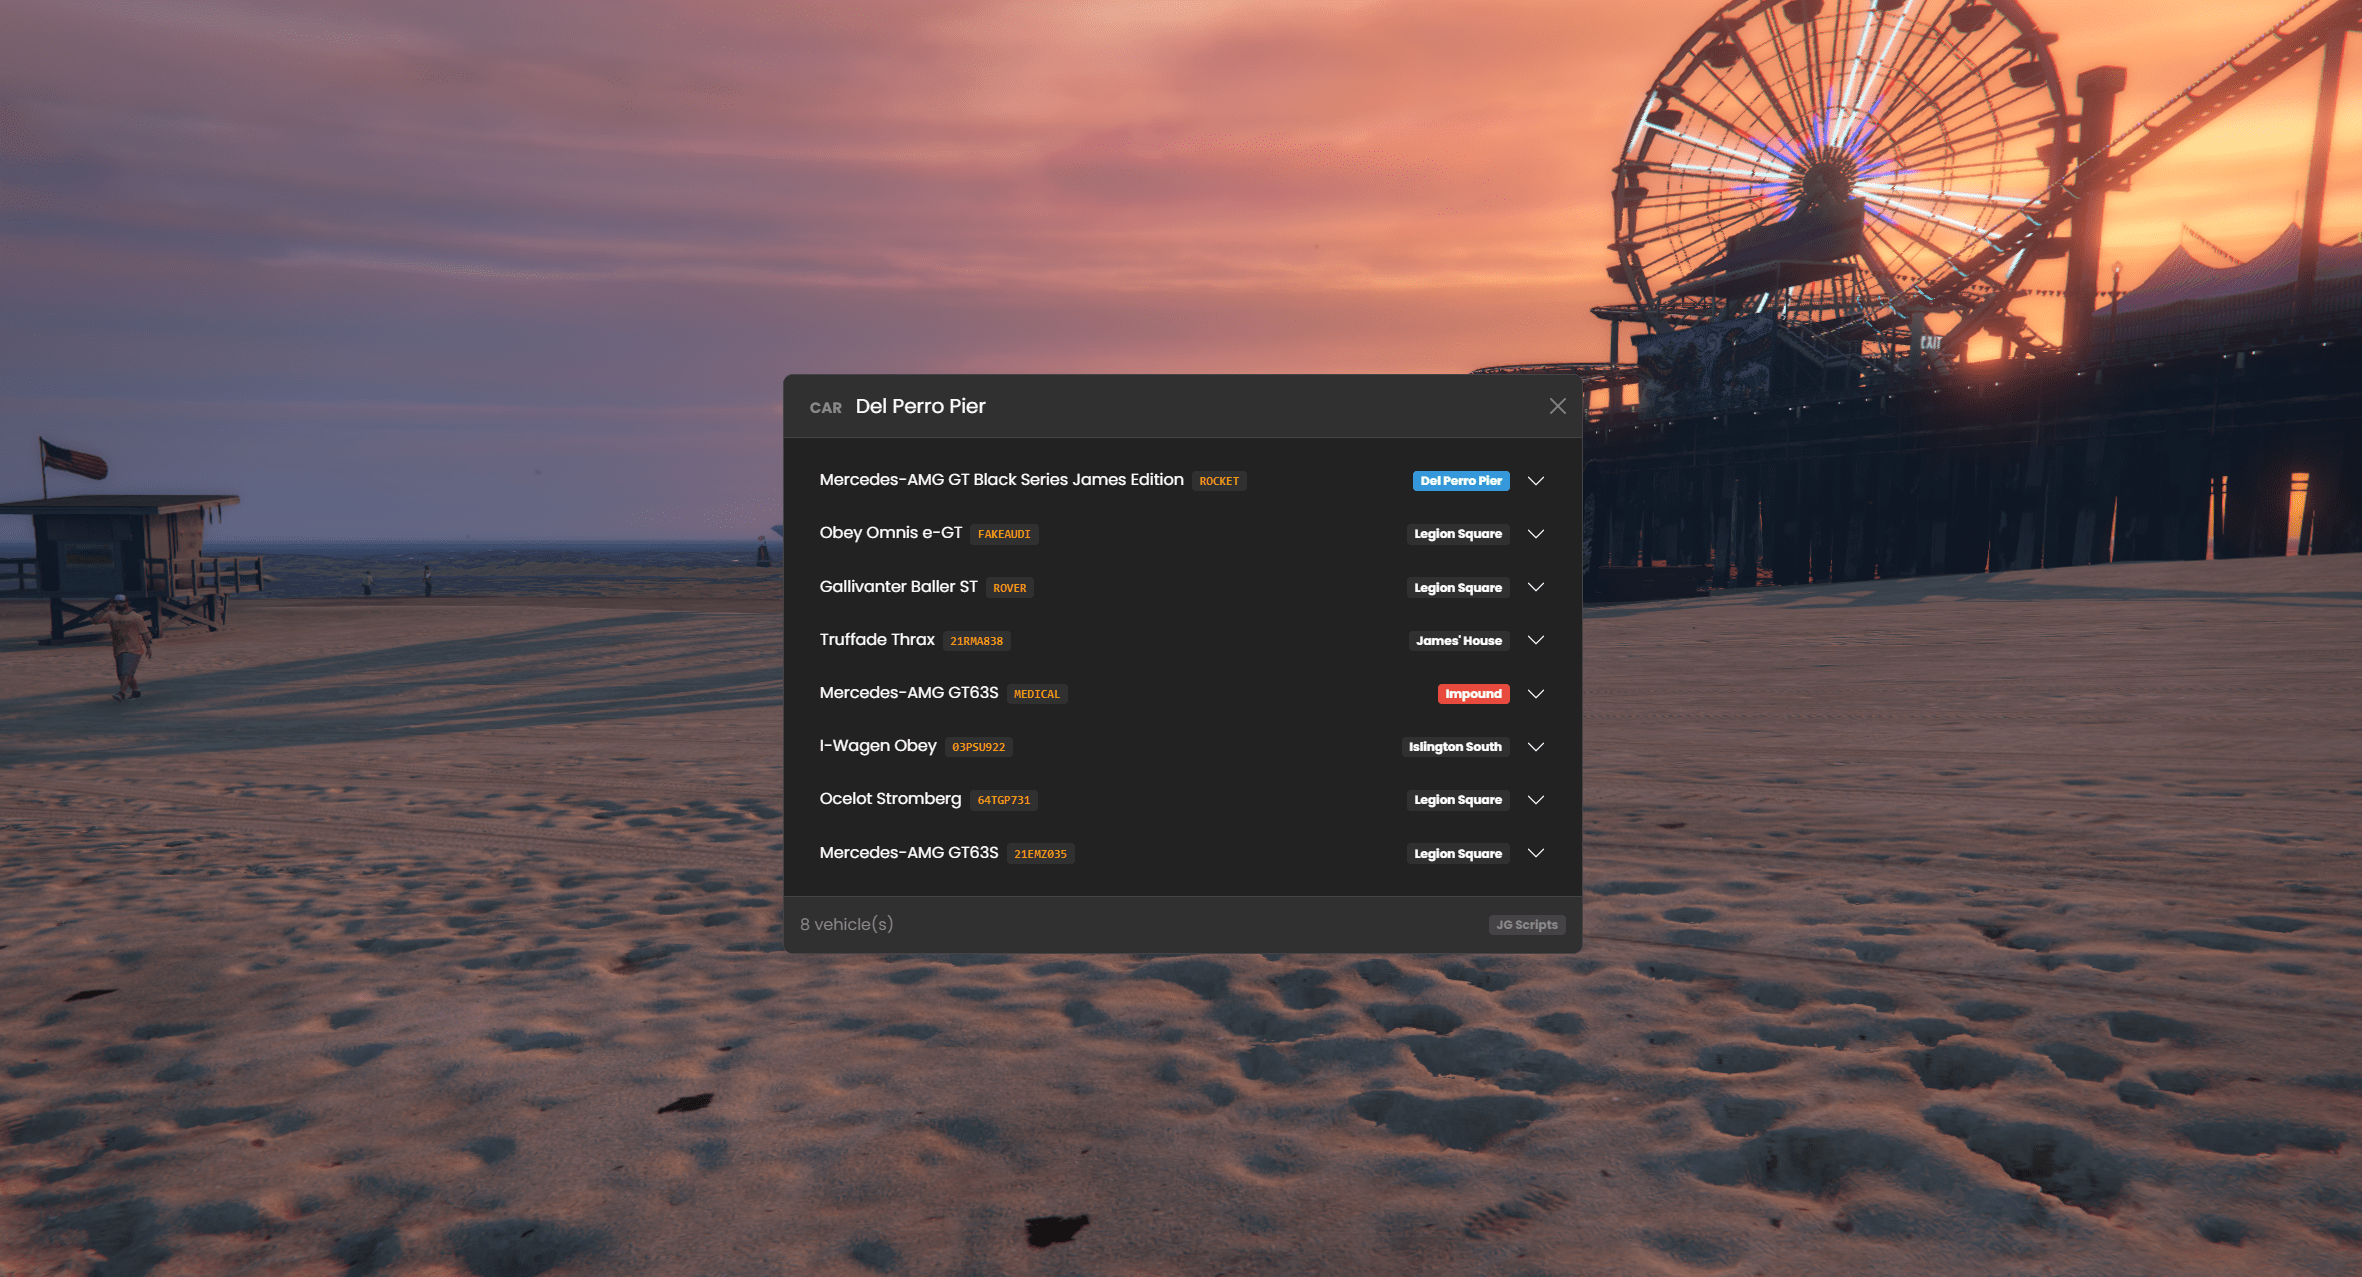 EXIT
CAR Del Perro Pier
Mercedes-AMG GT Black Series James Edition ROCKET Del Perro Pier
Obey Omnis e-GT FAKEAUDI Legion Square
Gallivanter Baller ST ROVER Legion Square
Truffade Thrax 21RMA838 James' House
Mercedes-AMG GT63S MEDICAL Impound
I-Wagen Obey 03PSU922 Islington South
Ocelot Stromberg 64TGP731 Legion Square
Mercedes-AMG GT63S 21EMZ035 Legion Square
8 vehicle(s) JG Scripts